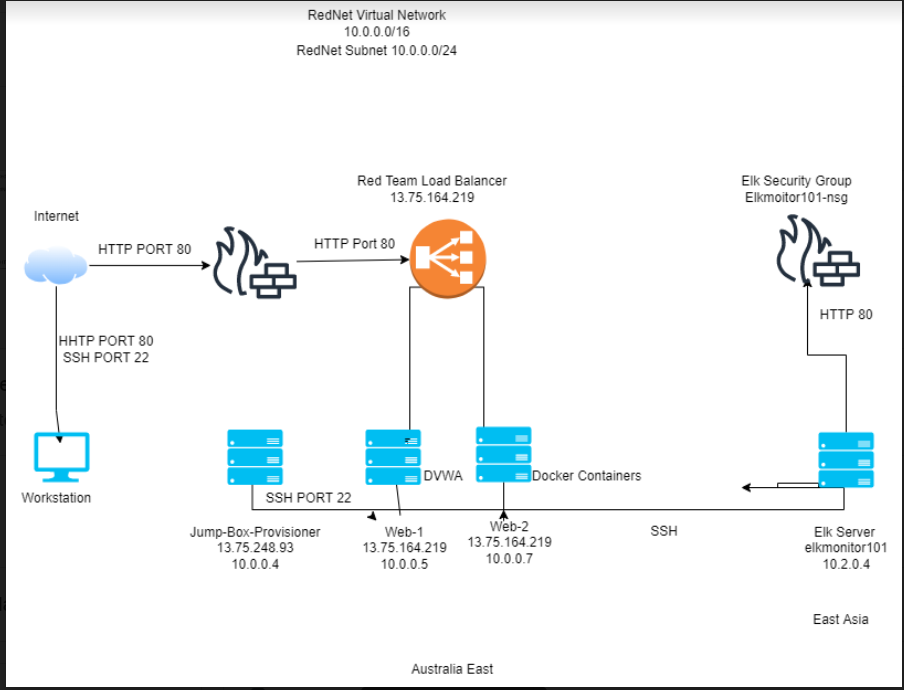 RedNet Virtual Network
10.0.0.0/16
RedNet Subnet 10.0.0.0/24
Red Team Load Balancer
13.75.164.219
Elk Security Group
Elkmoitor101-nsg
Internet
HTTP PORT 80
HTTP Port 80
HTTP 80
HHTP PORT 80
SSH PORT 22
Workstation
DVWA
Docker Containers
SSH PORT 22
SSH
Jump-Box-Provisioner
13.75.248.93
10.0.0.4
Web-1
13.75.164.219
10.0.0.5
Web-2
13.75.164.219
10.0.0.7
Elk Server
elkmonitor101
10.2.0.4
East Asia
Australia East